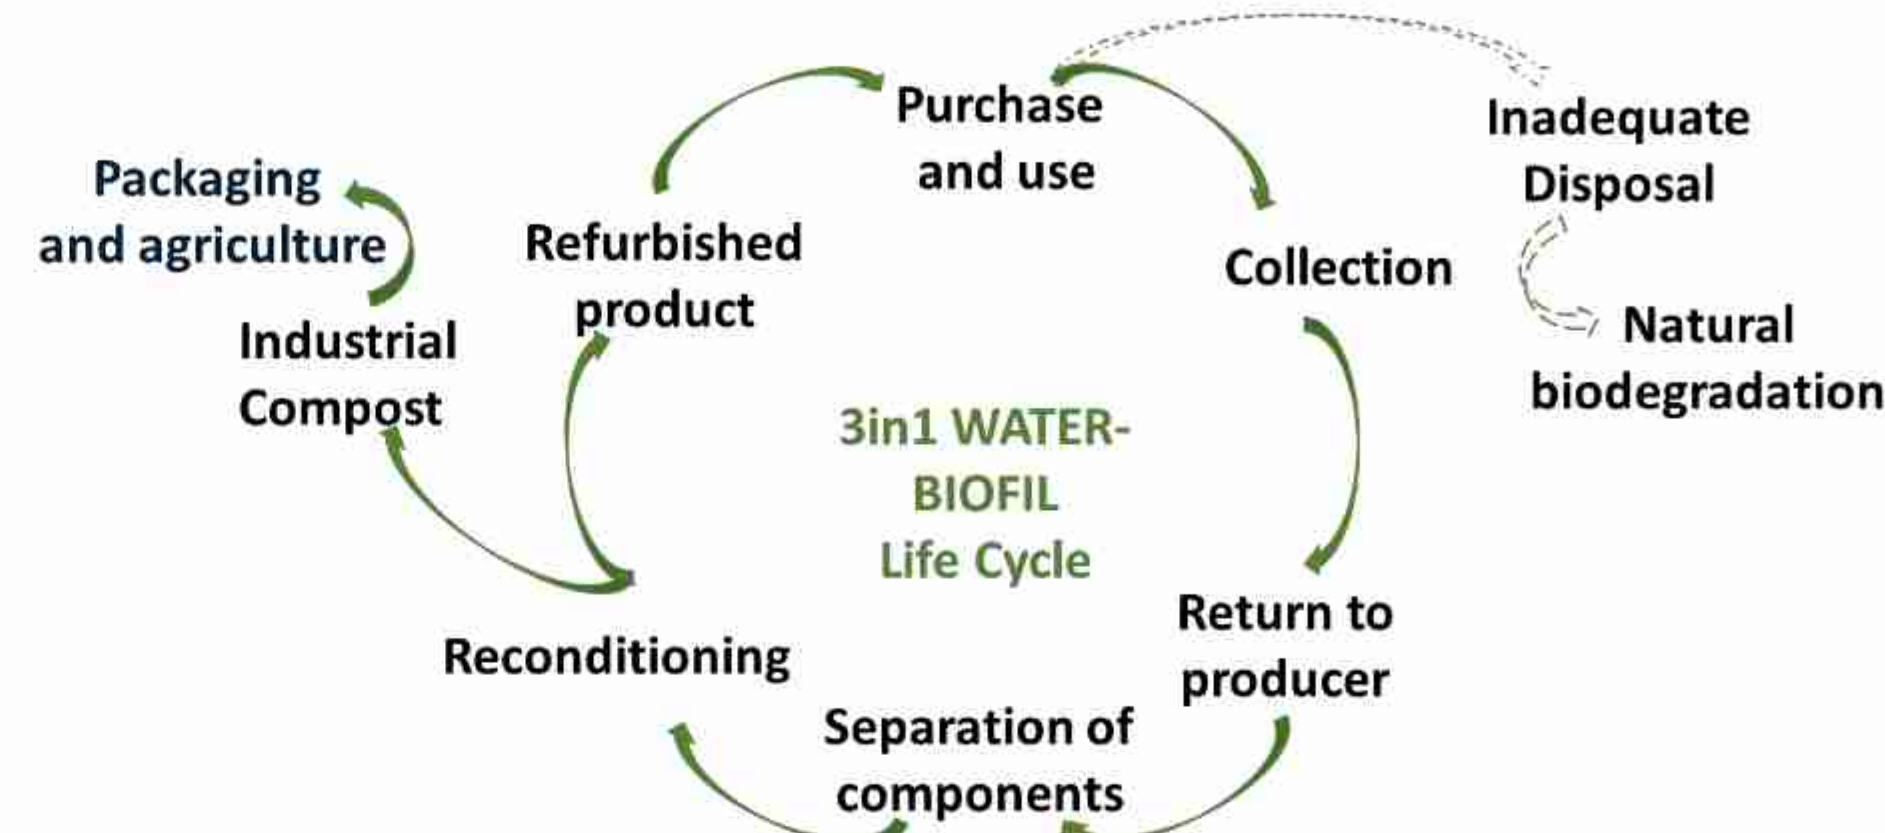 Purchase
and use
Inadequate
Disposal
Packaging
and agriculture
Refurbished
product
Collection
Natural
biodegradation
Industrial
Compost
3in1 WATER-
BIOFIL
Life Cycle
Return to
producer
Reconditioning
Separation of
components